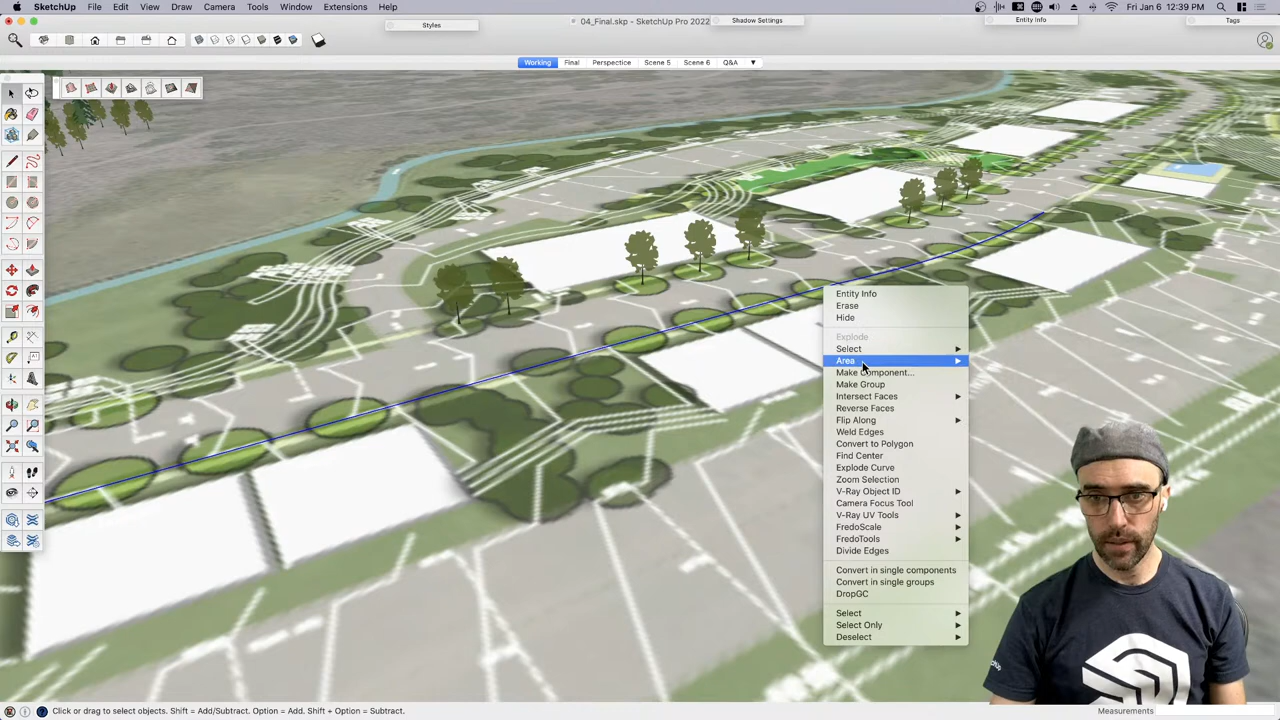 SketchUp File Edit View Draw Camera Tools Window Extensions Help
Fri Jan 6 12:39 PM
Styles
04_Final.skp - SketchUp Pro 2022
Shadow Settings
Entity Info
Tags
Working Final Perspective Scene 5 Scene 6 Q&A
Entity Info
Erase
Hide
Explode
Select
Area
Make Component...
Make Group
Intersect Faces
Reverse Faces
Flip Along
Weld Edges
Convert to Polygon
Find Center
Explode Curve
Zoom Selection
V-Ray Object ID
Camera Focus Tool
V-Ray UV Tools
FredoScale
FredoTools
Divide Edges
Convert in single components
Convert in single groups
DropGC
Select
Select Only
Deselect
Click or drag to select objects. Shift = Add/Subtract. Option = Add. Shift + Option = Subtract.
Measurements